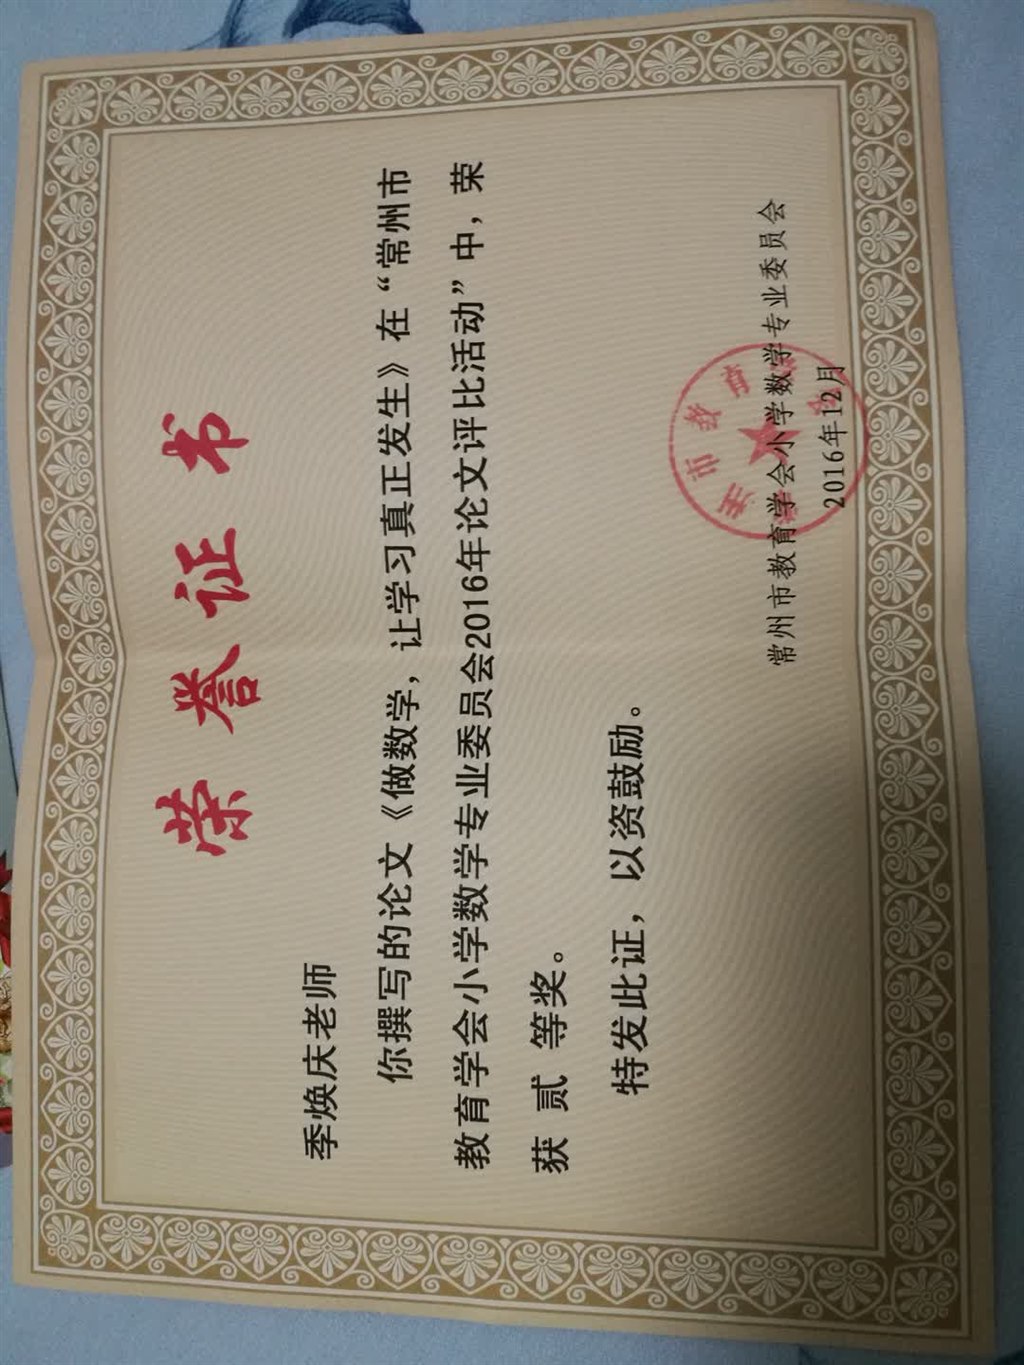 荣誉证书
季焕庆老师
你撰写的论文《做数学，让学习真正发生》在“常州市
教育学会小学数学专业委员会2016年论文评比活动”中，荣
获 贰 等奖。
特发此证，以资鼓励。
常州市教育学会小学数学专业委员会
2016年12月
州市教育